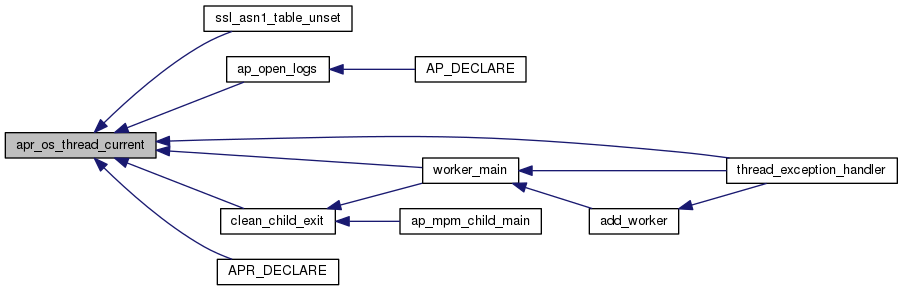 ssl_asn1_table_unset
ap_open_logs
AP_DECLARE
apr_os_thread_current
worker_main
thread_exception_handler
clean_child_exit
ap_mpm_child_main
add_worker
APR_DECLARE